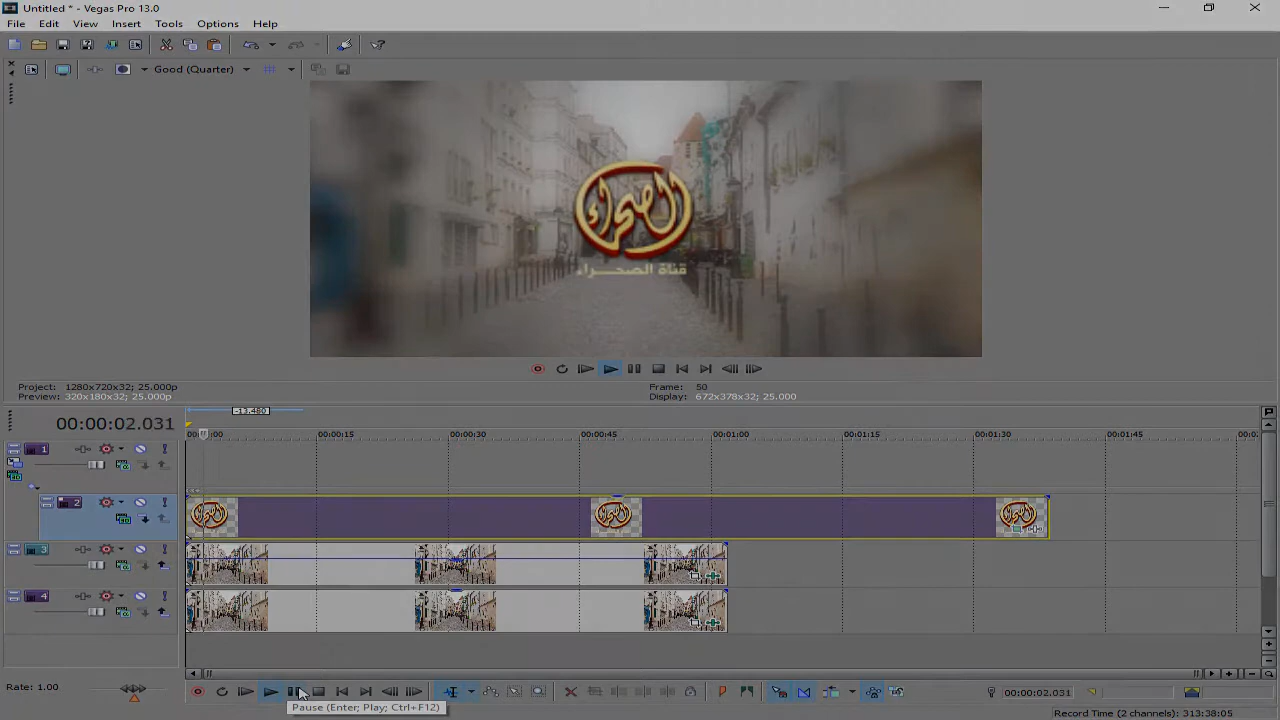 Untitled * - Vegas Pro 13.0
File Edit View Insert Tools Options Help
Good (Quarter)
الصحراء
قناة الصحراء
Project: 1280x720x32; 25.000p
Preview: 320x180x32; 25.000p
Frame: 50
Display: 672x378x32; 25.000
-13.480
00:00:02.031
00:00:15 00:00:30 00:00:45 00:01:00 00:01:15 00:01:30 00:01:45
1
2
3
4
Rate: 1.00
00:00:02.031
Pause (Enter; Play; Ctrl+F12)
Record Time (2 channels): 313:38:05